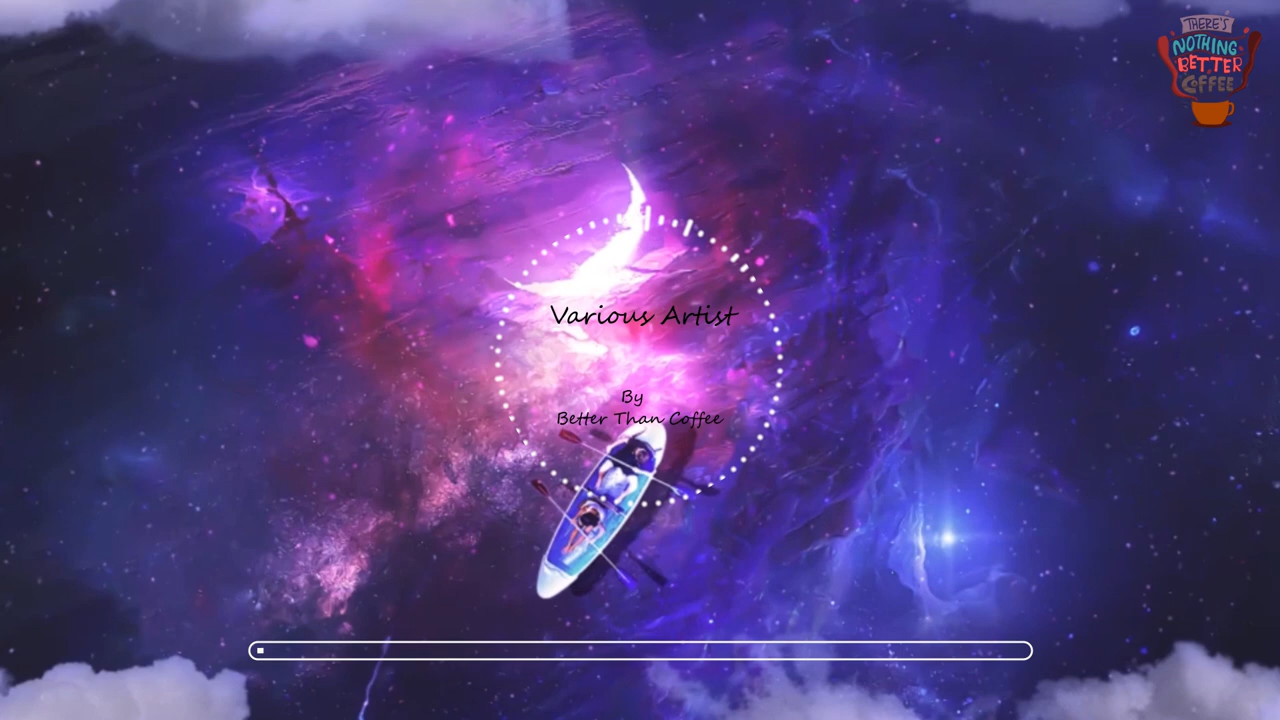 THERE'S
NOTHING
BETTER
COFFEE
Various Artist
By
Better Than Coffee